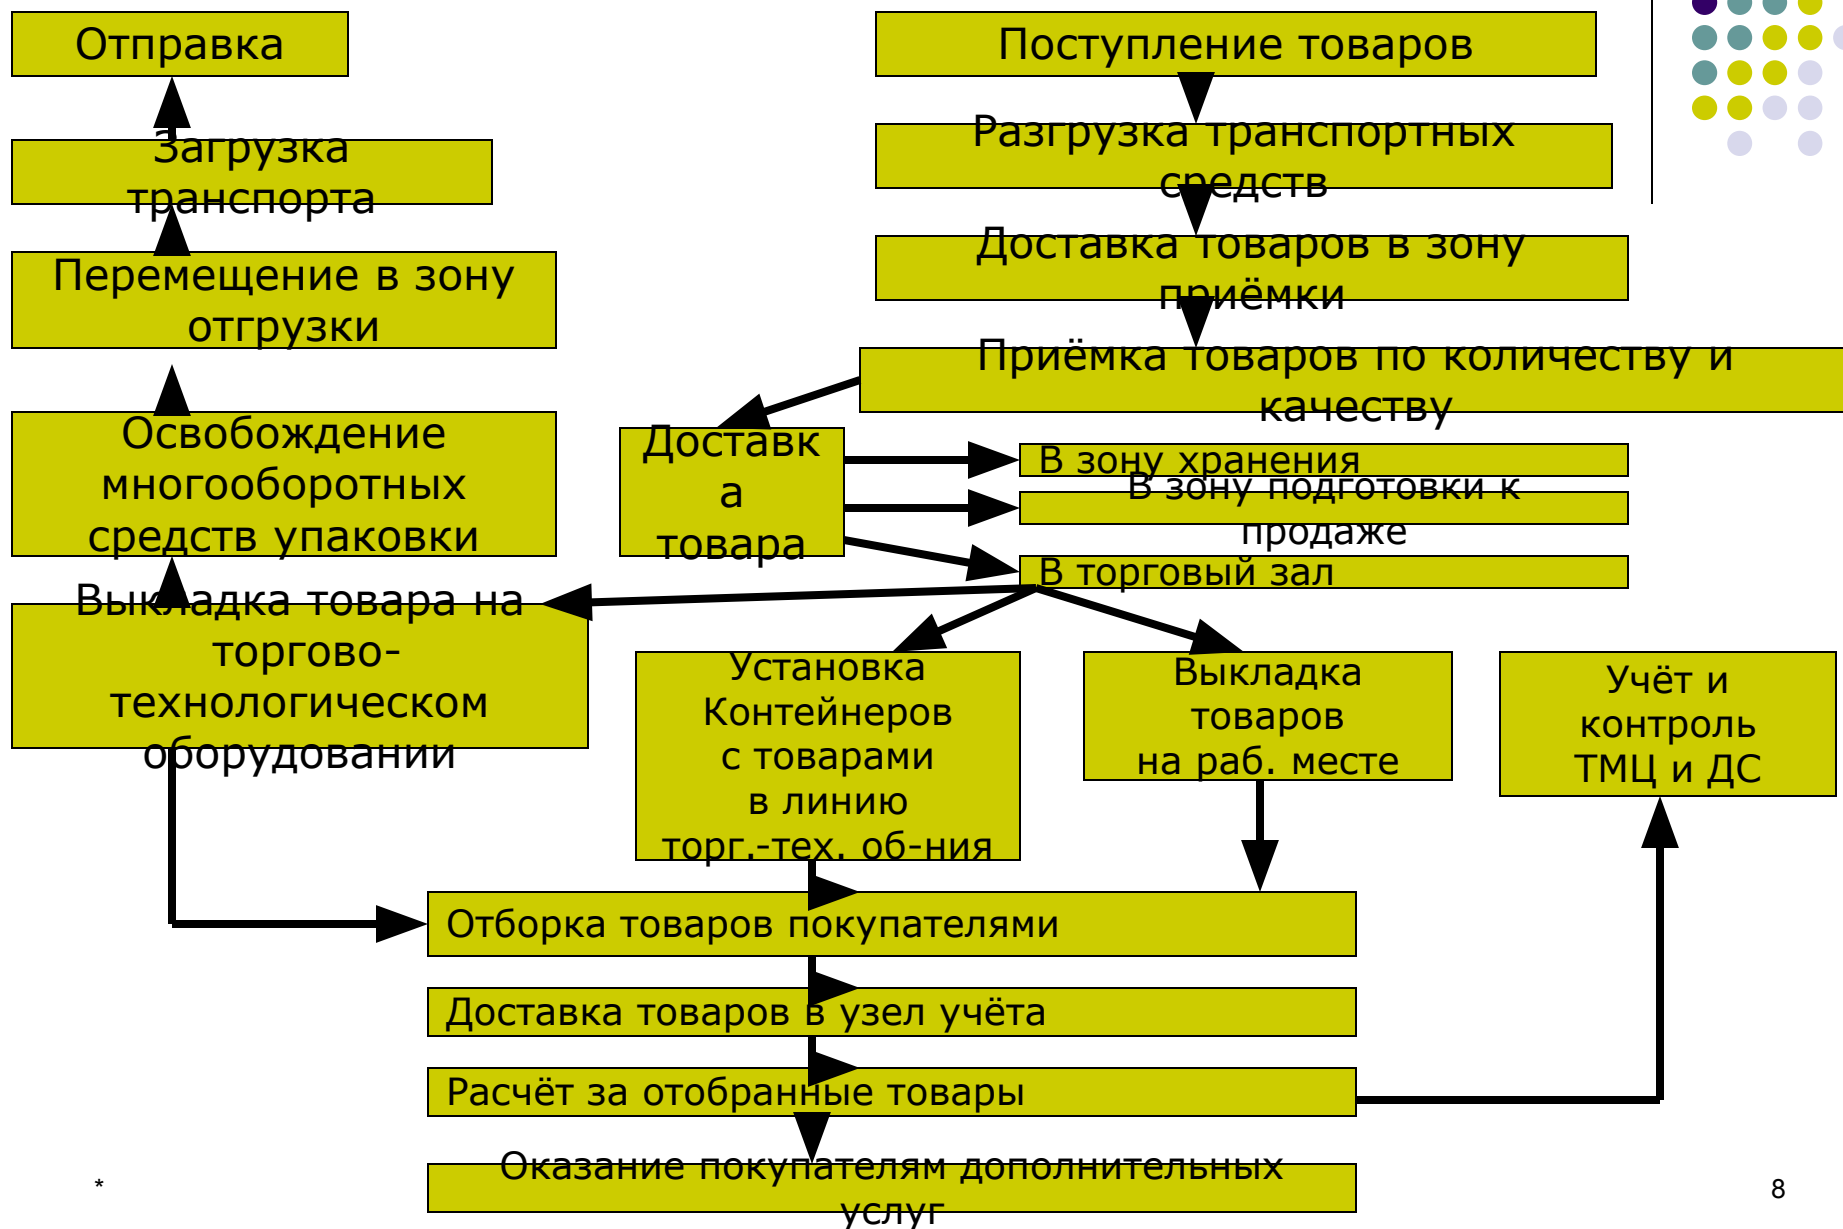 Отправка
Загрузка
транспорта
Перемещение в зону
отгрузки
Освобождение
многооборотных
средств упаковки
Выкладка товара на
торгово-
технологическом
оборудовании
Поступление товаров
Разгрузка транспортных
средств
Доставка товаров в зону
приёмки
Приёмка товаров по количеству и
качеству
Доставк
а
товара
В зону хранения
В зону подготовки к
продаже
В торговый зал
Установка
Контейнеров
с товарами
в линию
торг.-тех. об-ния
Выкладка
товаров
на раб. месте
Учёт и
контроль
ТМЦ и ДС
Отборка товаров покупателями
Доставка товаров в узел учёта
Расчёт за отобранные товары
Оказание покупателям дополнительных
услуг
*
8